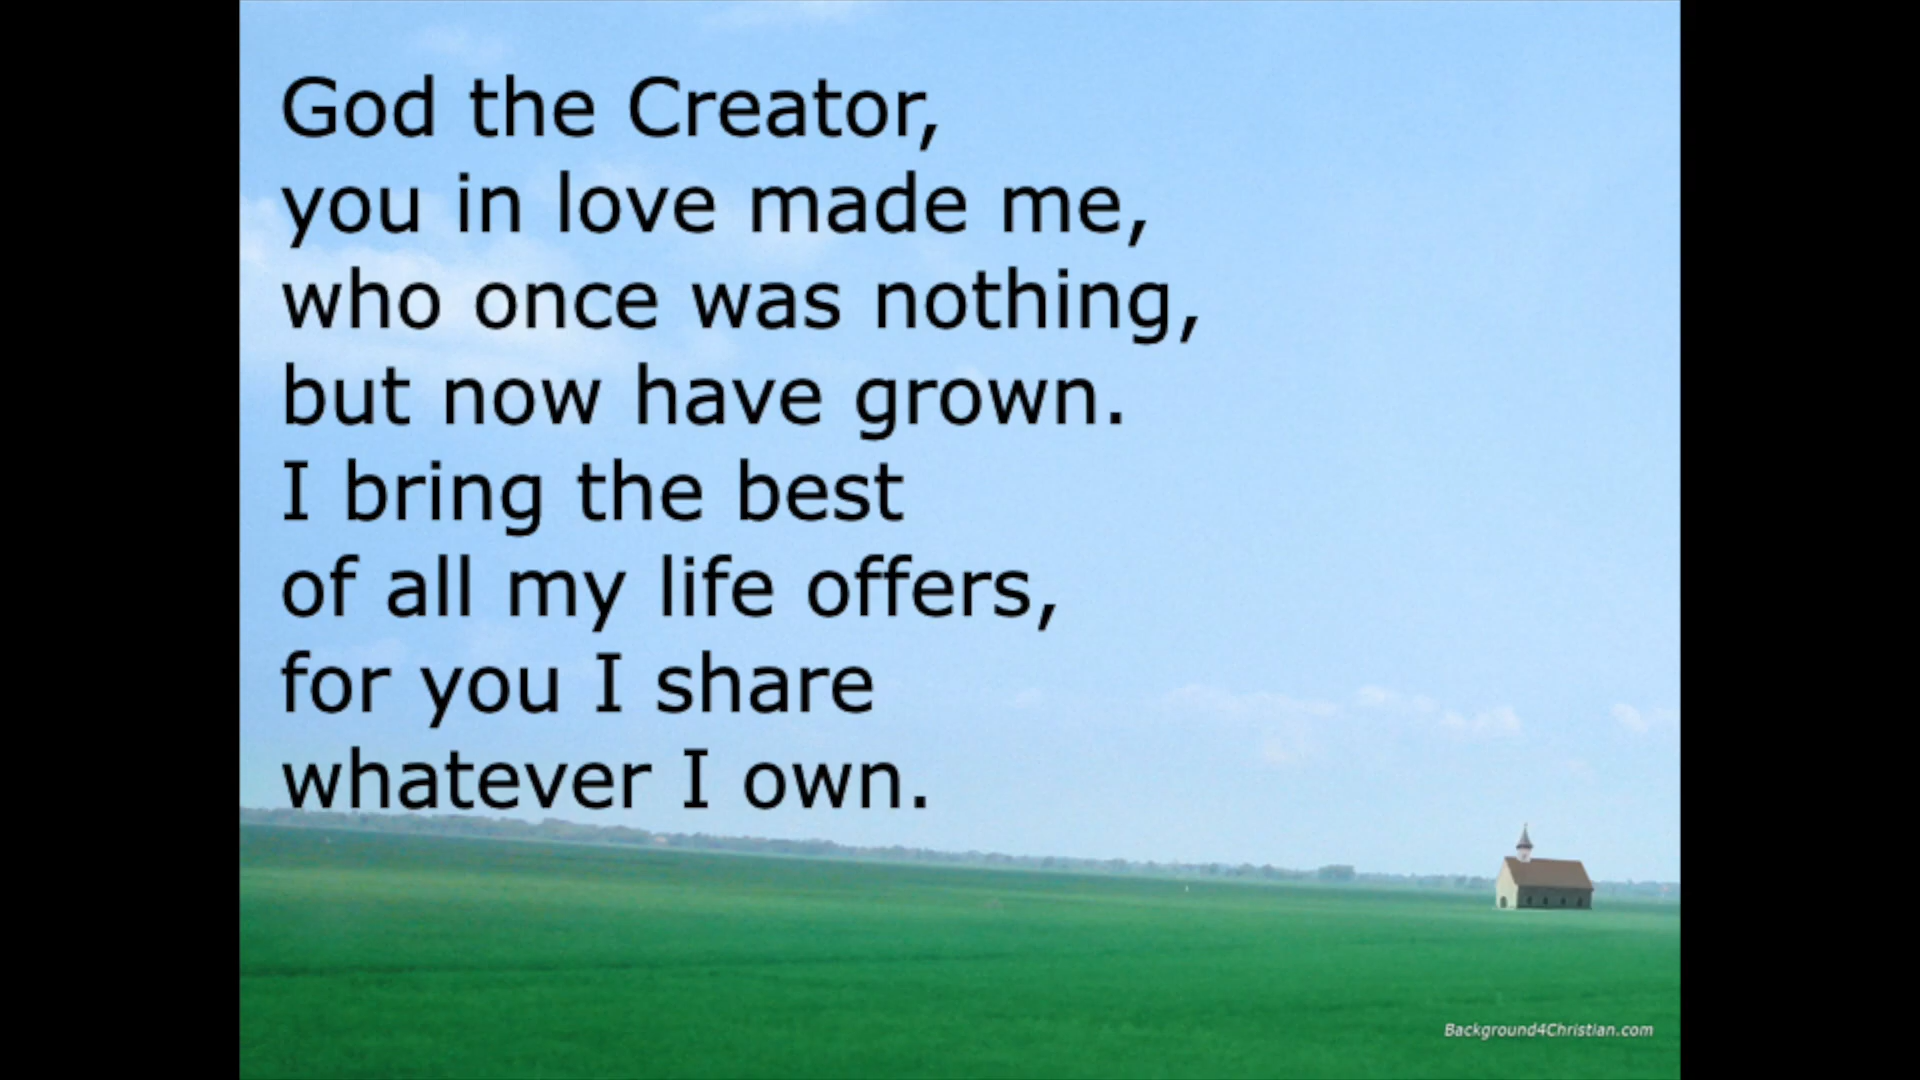 God the Creator,
you in love made me,
who once was nothing,
but now have grown.
I bring the best
of all my life offers,
for you I share
whatever I own.
Background4Christian.com